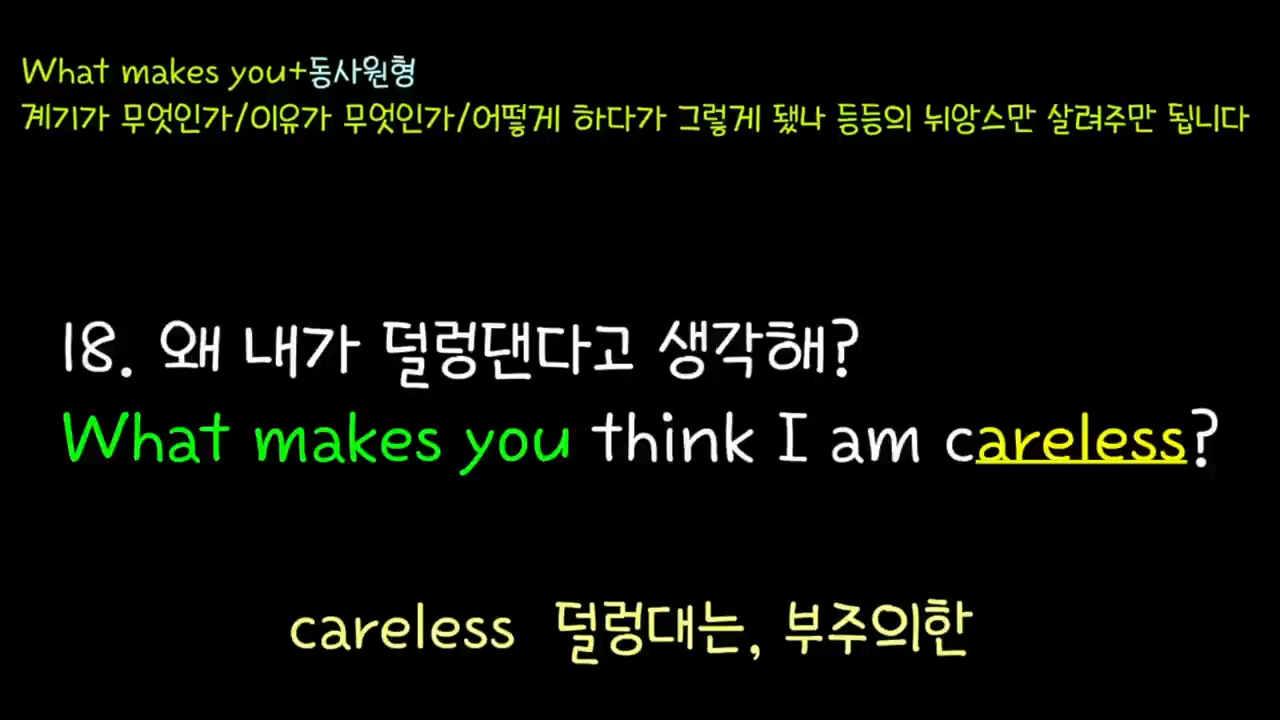 What makes you+동사원형
계기가 무엇인가/이유가 무엇인가/어떻게 하다가 그렇게 됐나 등등의 뉘앙스만 살려주만 됩니다
18. 왜 내가 덜렁댄다고 생각해?
What makes you think I am careless?
careless 덜렁대는, 부주의한